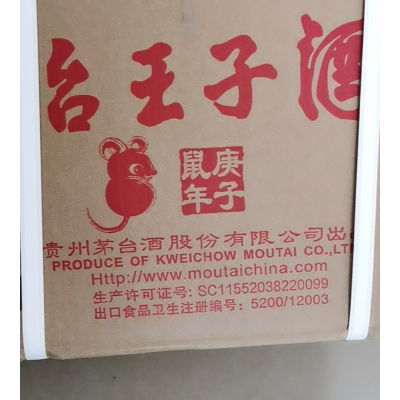 台王子酒
鼠 庚
年 子
贵州茅台酒股份有限公司出
PRODUCE OF KWEICHOW MOUTAI CO.,LT
Http://www.moutaichina.com
生产许可证号: SC11552038220099
出口食品卫生注册编号: 5200/12003